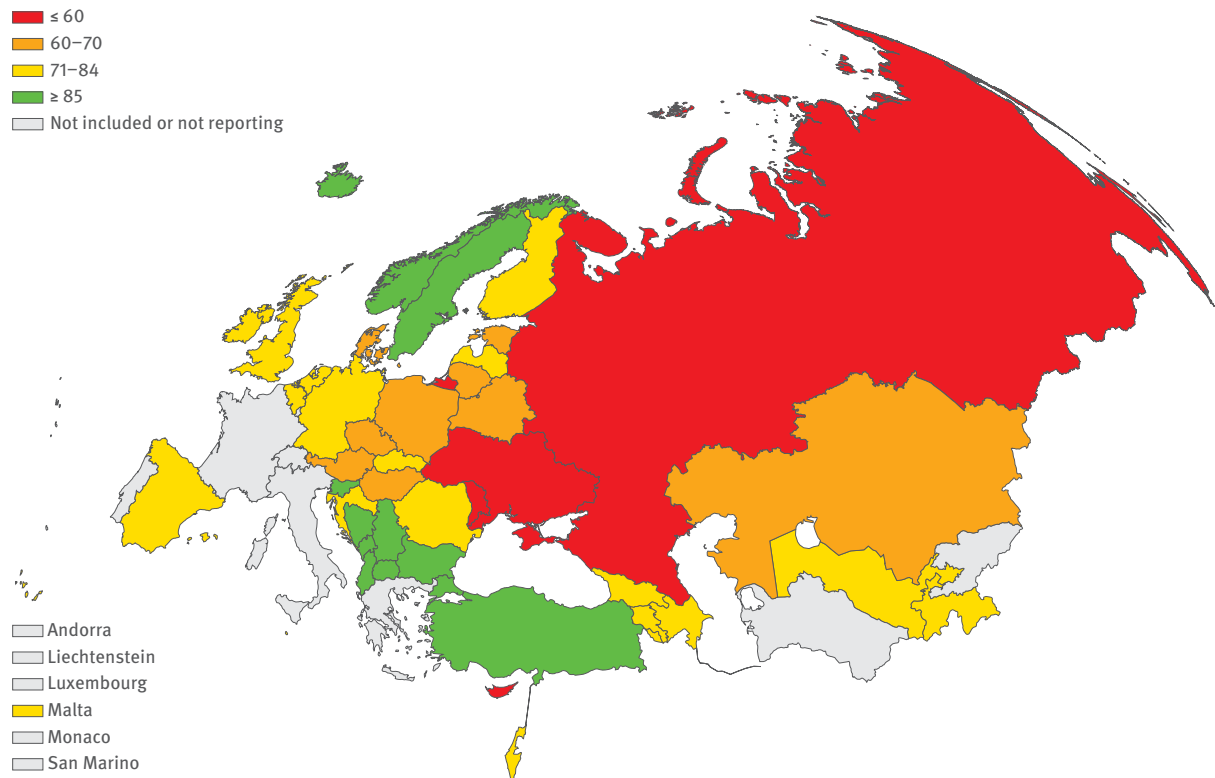 ≤ 60
60–70
71–84
≥ 85
Not included or not reporting
Andorra
Liechtenstein
Luxembourg
Malta
Monaco
San Marino